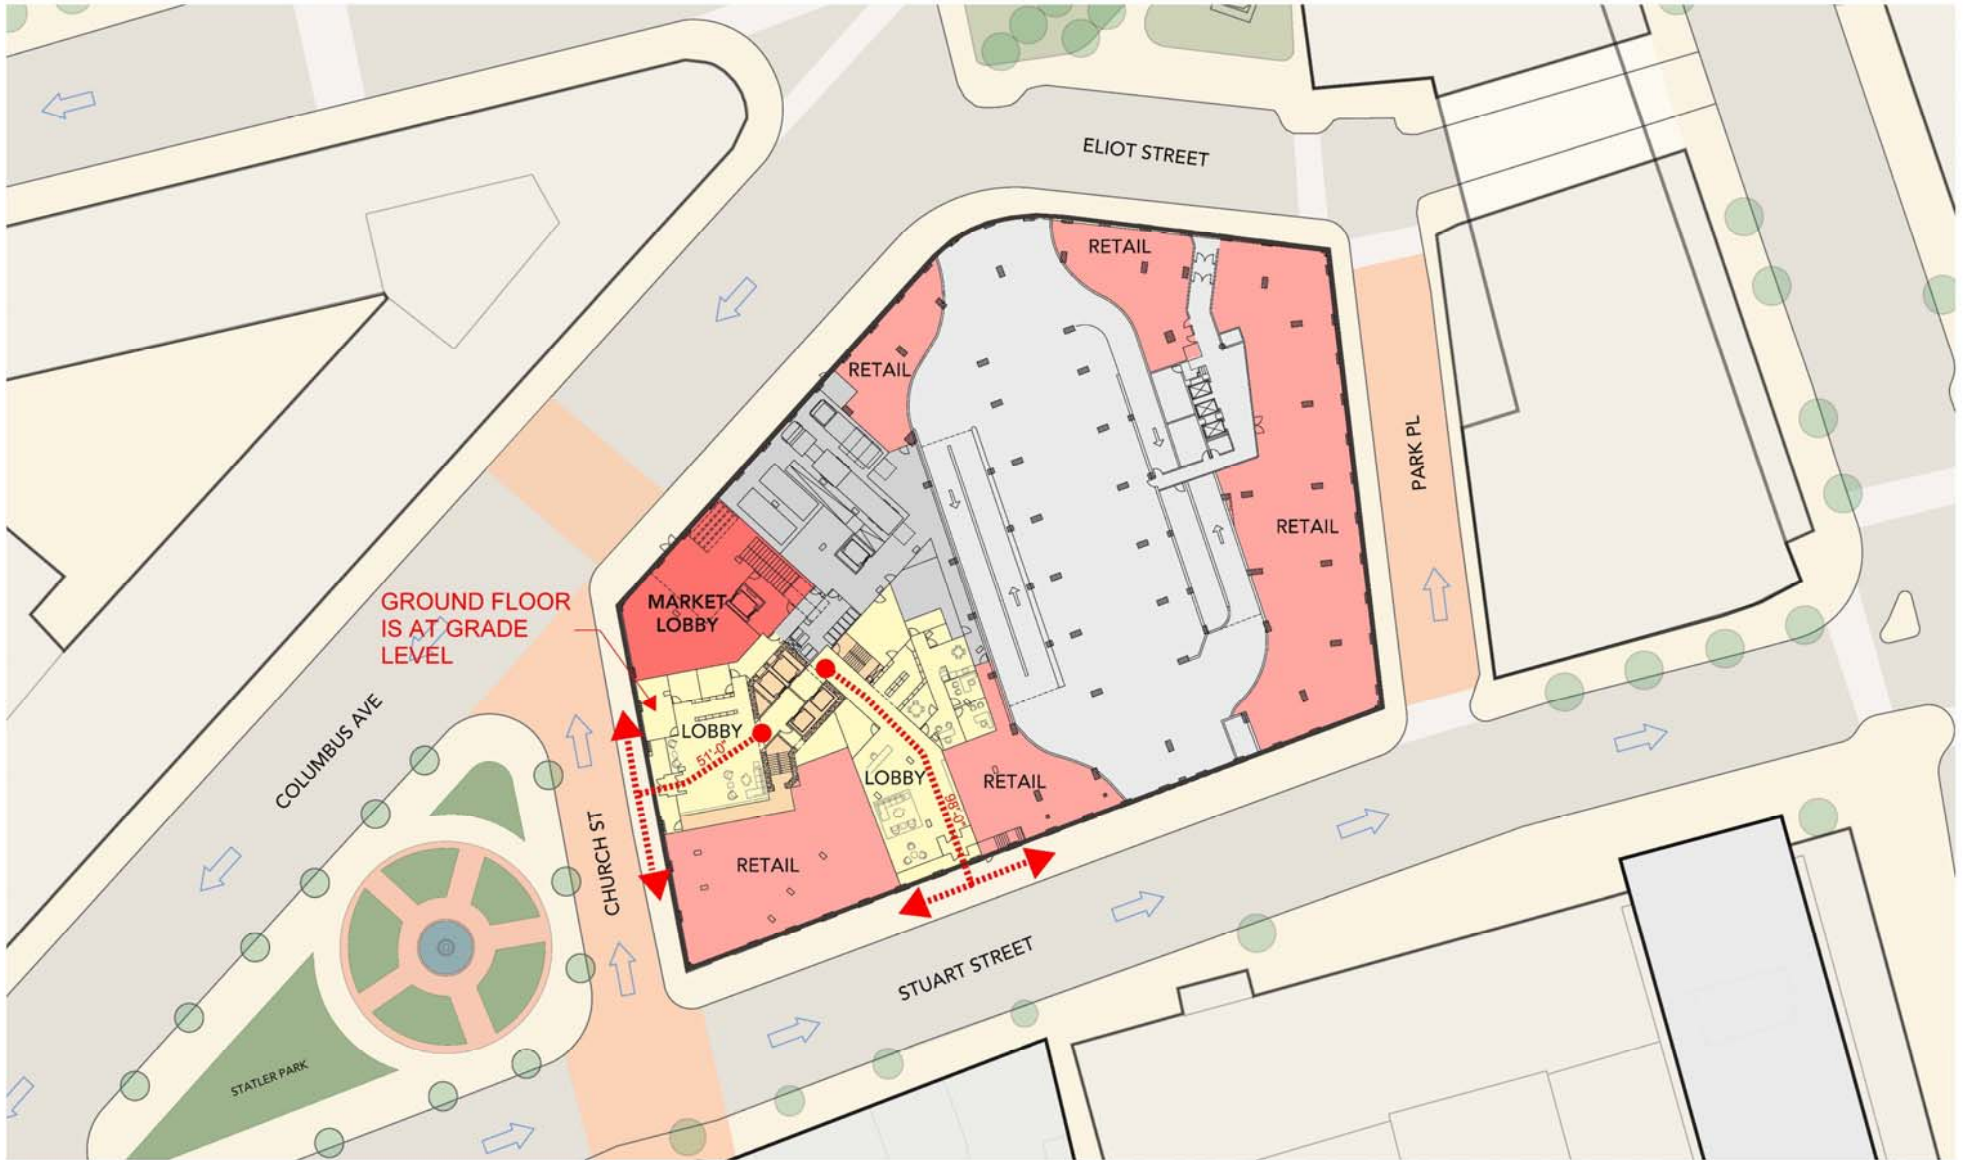 ELIOT STREET
RETAIL
RETAIL
PARK PL
RETAIL
GROUND FLOOR
IS AT GRADE
LEVEL
MARKET
LOBBY
COLUMBUS AVE
LOBBY
51'-0"
LOBBY
RETAIL
98'-0"
CHURCH ST
RETAIL
STUART STREET
STATLER PARK